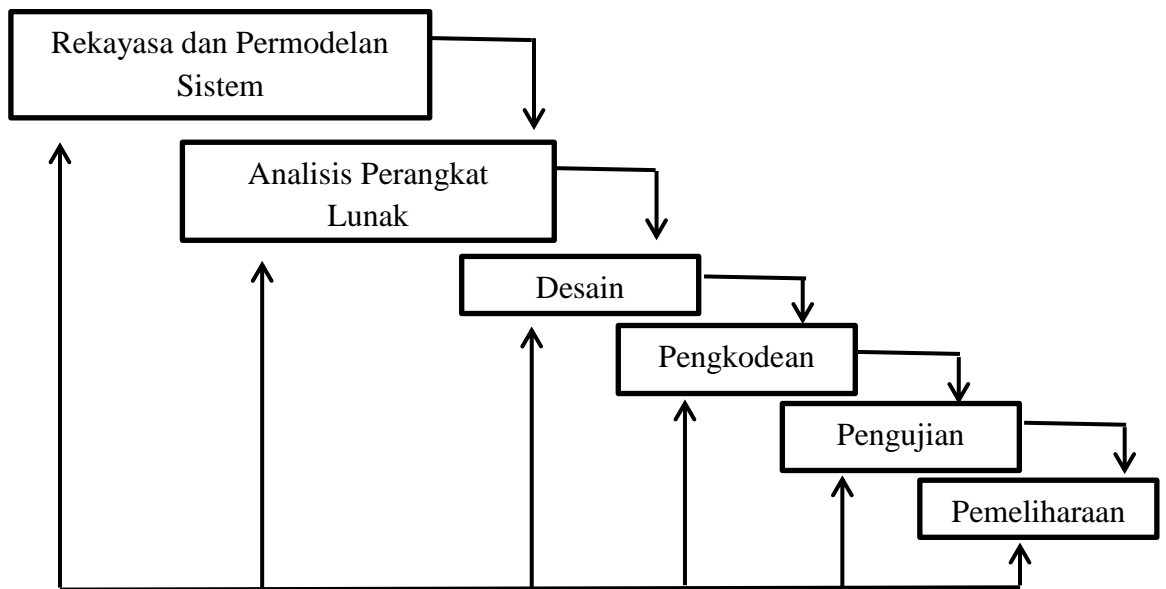 Rekayasa dan Permodelan
Sistem
Analisis Perangkat
Lunak
Desain
Pengkodean
Pengujian
Pemeliharaan